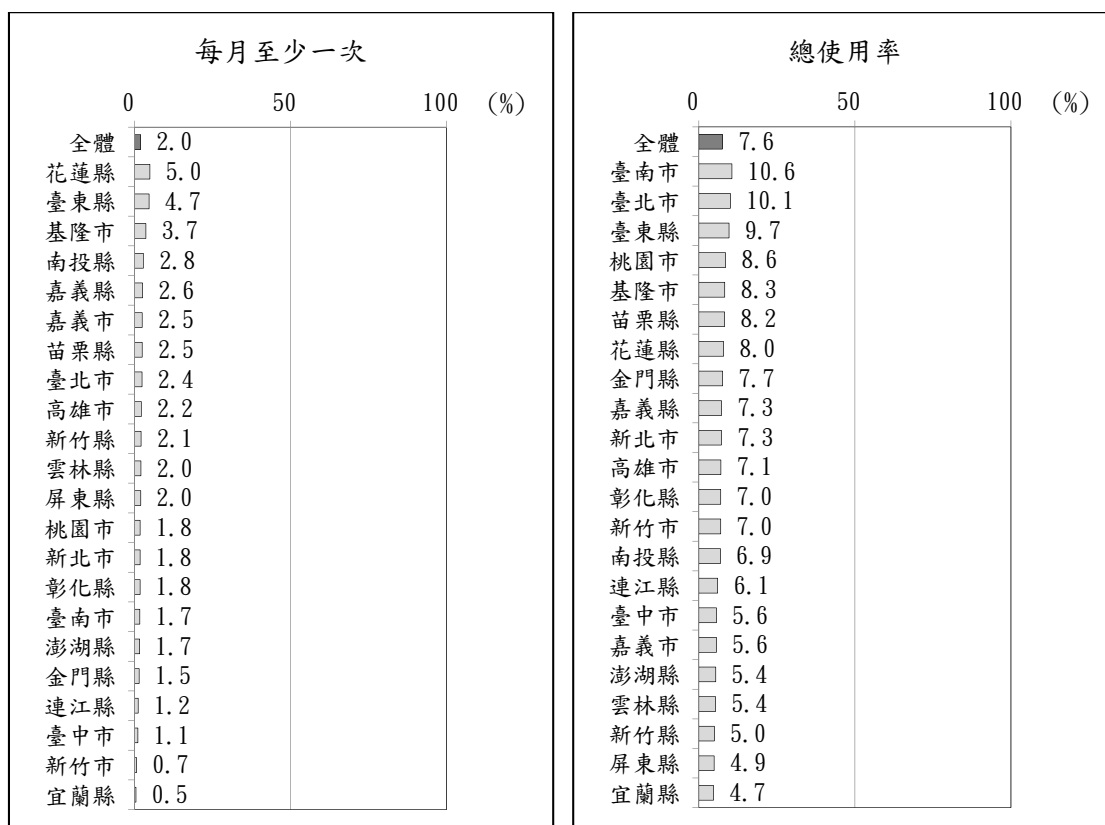 每月至少一次
0 50 100 (%)
全體 2.0
花蓮縣 5.0
臺東縣 4.7
基隆市 3.7
南投縣 2.8
嘉義縣 2.6
嘉義市 2.5
苗栗縣 2.5
臺北市 2.4
高雄市 2.2
新竹縣 2.1
雲林縣 2.0
屏東縣 2.0
桃園市 1.8
新北市 1.8
彰化縣 1.8
臺南市 1.7
澎湖縣 1.7
金門縣 1.5
連江縣 1.2
臺中市 1.1
新竹市 0.7
宜蘭縣 0.5
總使用率
0 50 100 (%)
全體 7.6
臺南市 10.6
臺北市 10.1
臺東縣 9.7
桃園市 8.6
基隆市 8.3
苗栗縣 8.2
花蓮縣 8.0
金門縣 7.7
嘉義縣 7.3
新北市 7.3
高雄市 7.1
彰化縣 7.0
新竹市 7.0
南投縣 6.9
連江縣 6.1
臺中市 5.6
嘉義市 5.6
澎湖縣 5.4
雲林縣 5.4
新竹縣 5.0
屏東縣 4.9
宜蘭縣 4.7